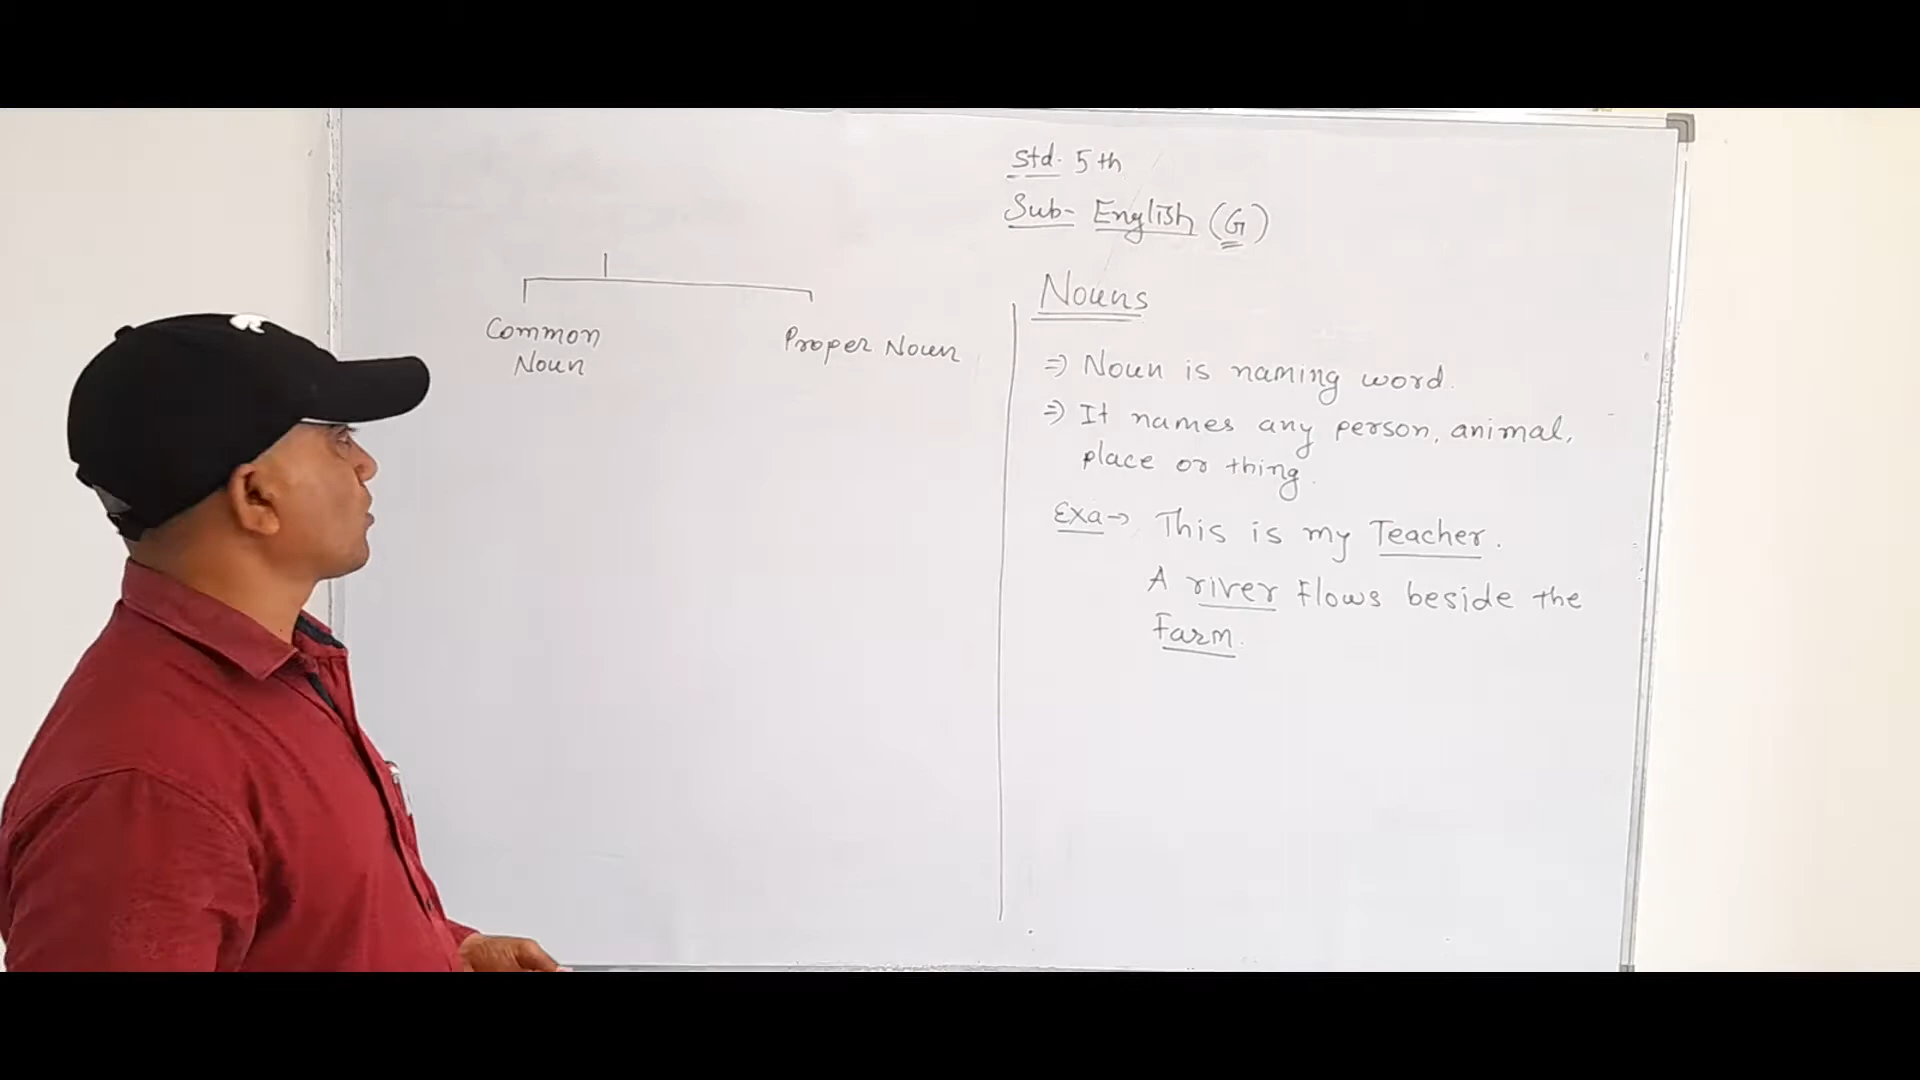 Std. 5th
Sub- English (G)
Common
Noun
Proper Noun
Nouns
⇒ Noun is naming word.
⇒ It names any person, animal,
place or thing.
Exa→ This is my Teacher.
A river flows beside the
Farm.